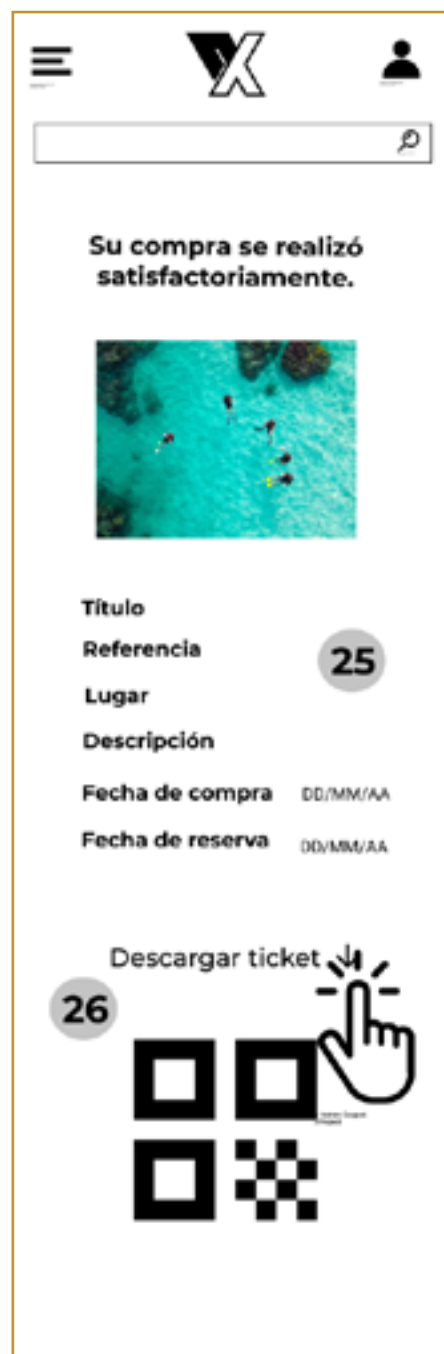 Su compra se realizó
satisfactoriamente.
Título
Referencia
25
Lugar
Descripción
Fecha de compra DD/MM/AA
Fecha de reserva DD/MM/AA
Descargar ticket ↓
26